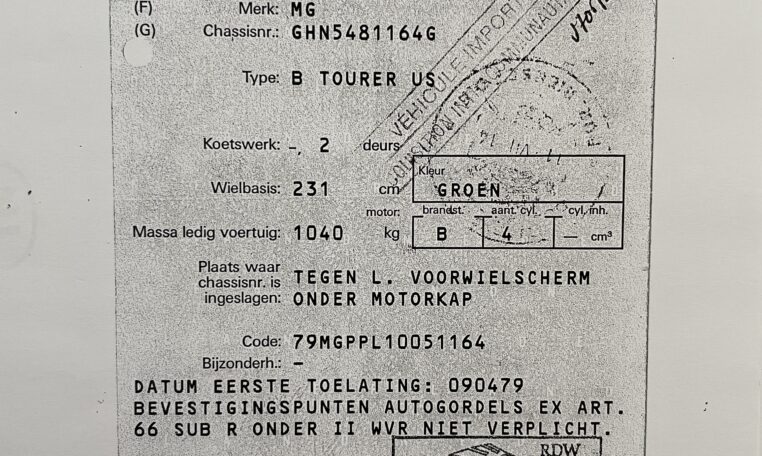 (F) Merk: MG
(G) Chassisnr.: GHN5481164G
Type: B TOURER US
VÉHICULE IMPORT
Koetswerk: -, 2 deurs
Kleur
GROEN
Wielbasis: 231 cm
motor: brandst. aant. cyl. cyl. inh.
Massa ledig voertuig: 1040 kg B 4 — cm³
Plaats waar
chassisnr. is
ingeslagen:
TEGEN L. VOORWIELSCHERM
ONDER MOTORKAP
Code: 79MGPPL10051164
Bijzonderh.: –
DATUM EERSTE TOELATING: 090479
BEVESTIGINGSPUNTEN AUTOGORDELS EX ART.
66 SUB R ONDER II WVR NIET VERPLICHT.
RDW